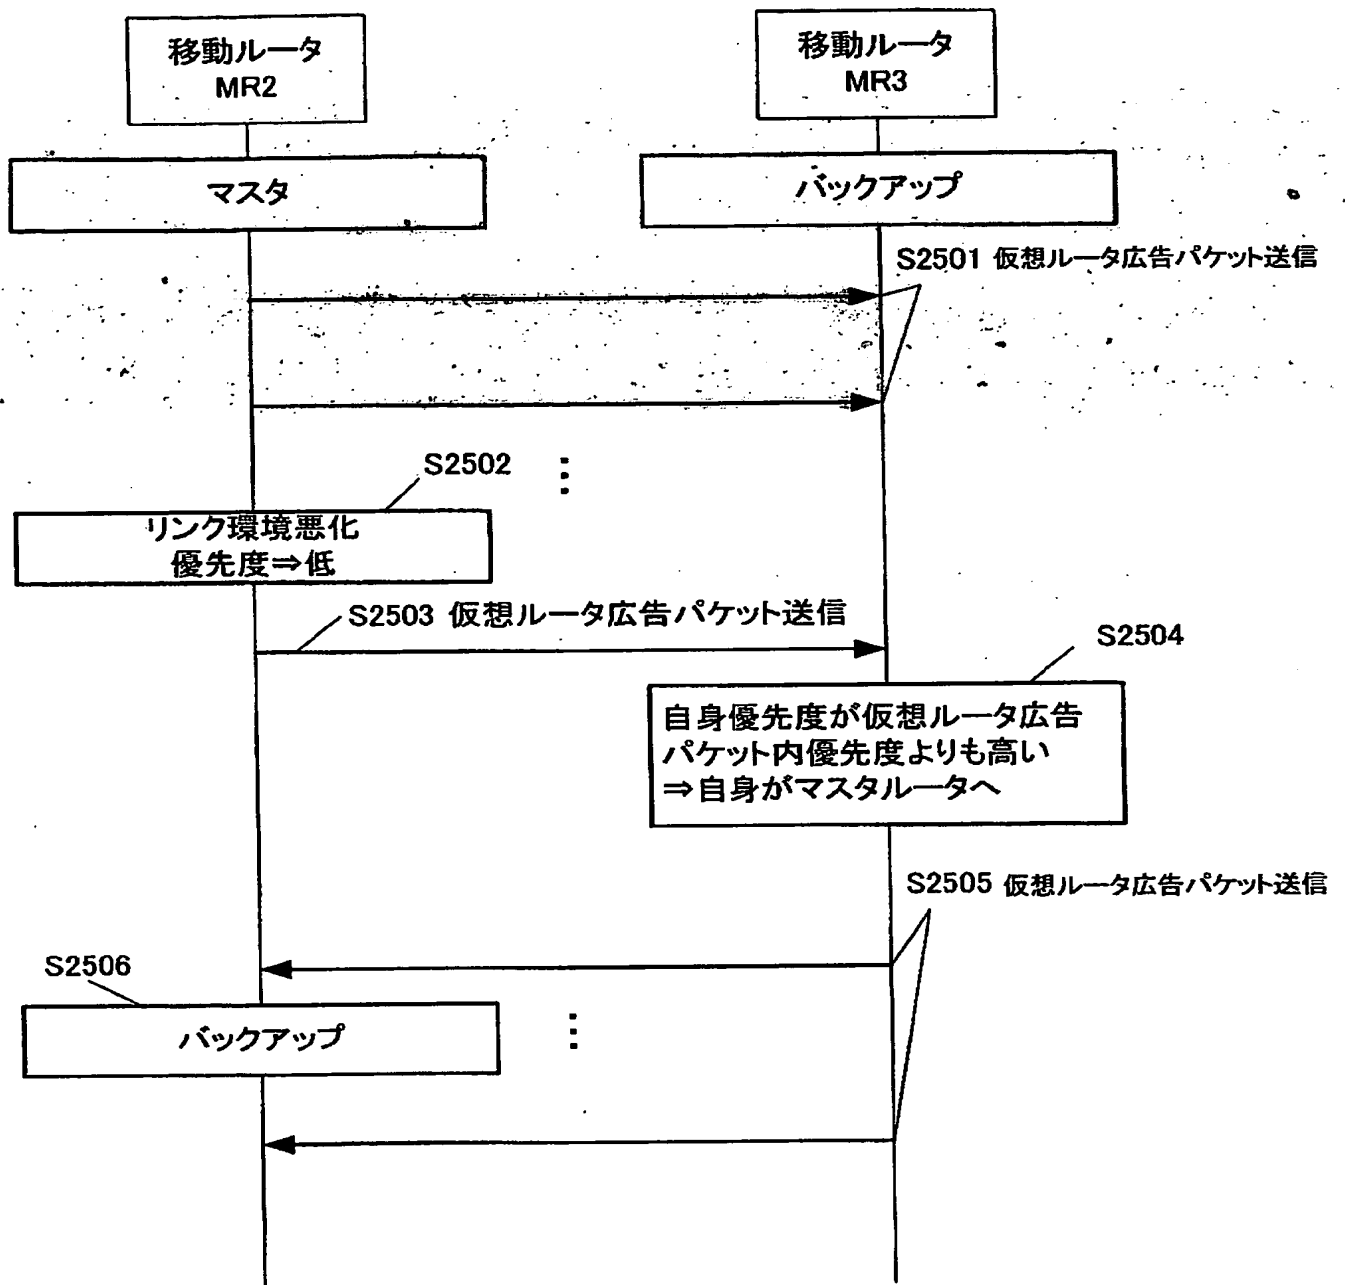 移動ルータ
MR2
移動ルータ
MR3
マスタ
バックアップ
S2501 仮想ルータ広告パケット送信
S2502
リンク環境悪化
優先度⇒低
S2503 仮想ルータ広告パケット送信
S2504
自身優先度が仮想ルータ広告
パケット内優先度よりも高い
⇒自身がマスタルータへ
S2505 仮想ルータ広告パケット送信
S2506
バックアップ